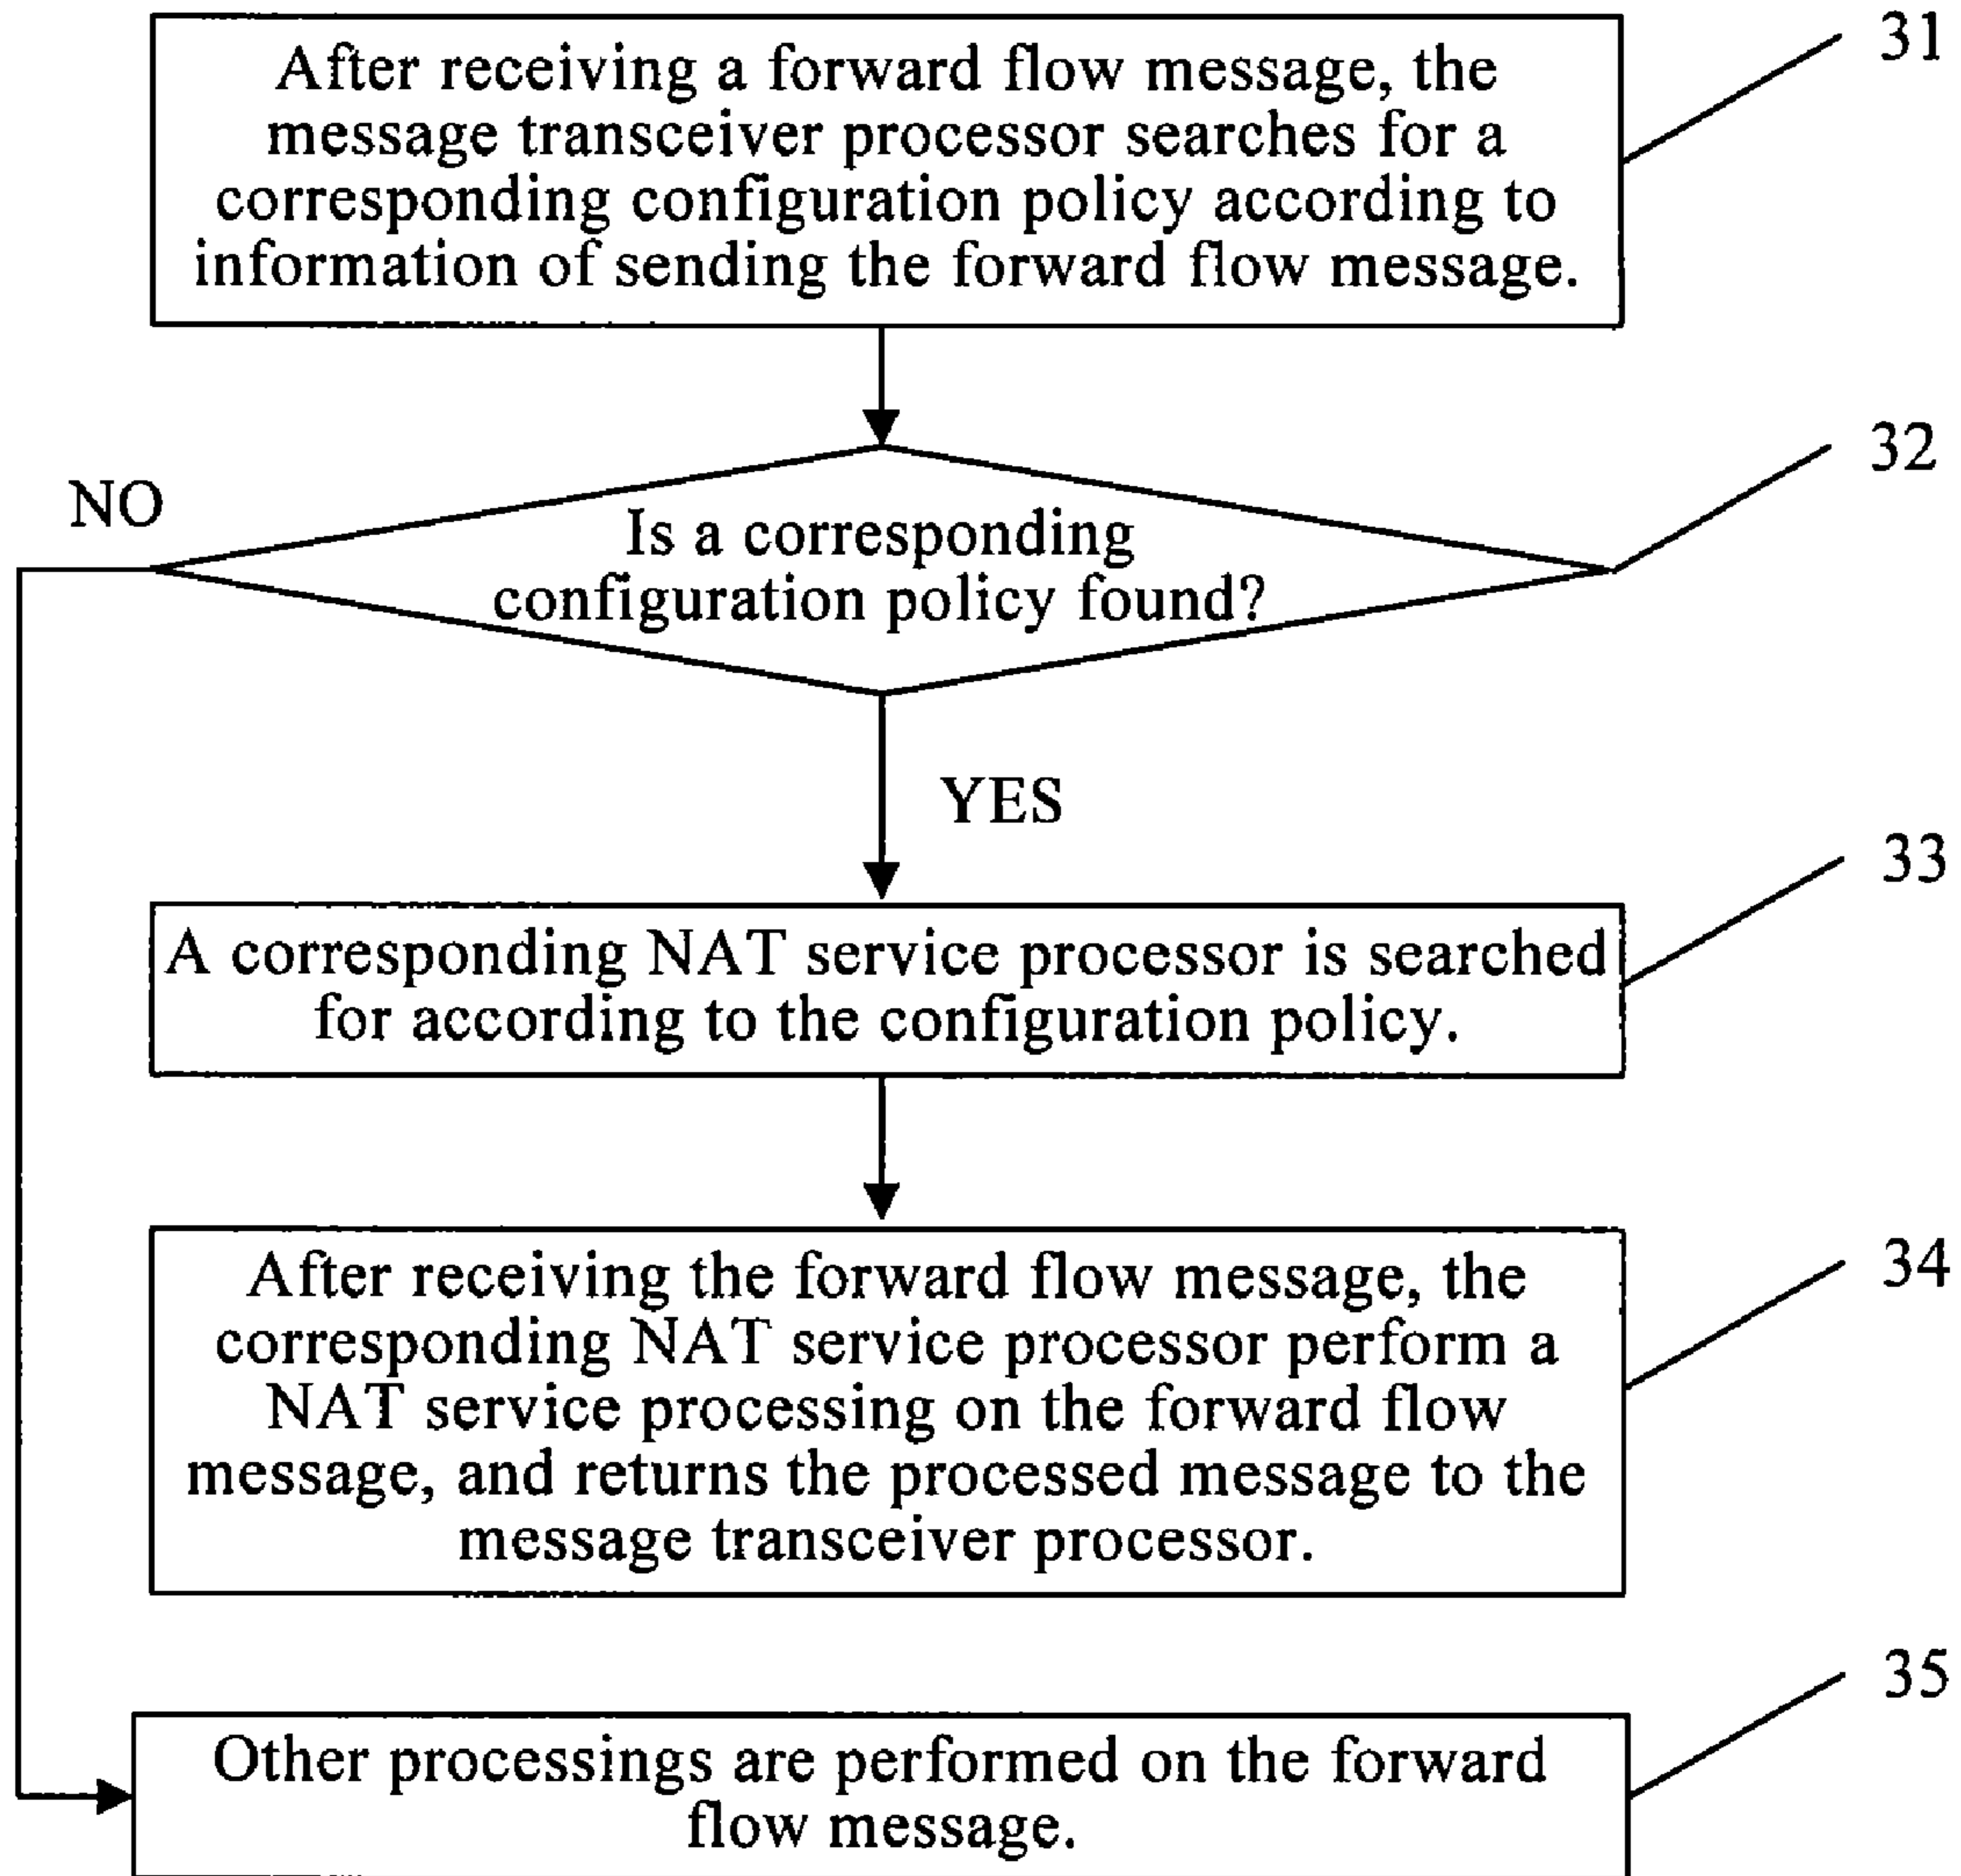 After receiving a forward flow message, the
message transceiver processor searches for a
corresponding configuration policy according to
information of sending the forward flow message.
31
32
NO
Is a corresponding
configuration policy found?
YES
33
A corresponding NAT service processor is searched
for according to the configuration policy.
34
After receiving the forward flow message, the
corresponding NAT service processor perform a
NAT service processing on the forward flow
message, and returns the processed message to the
message transceiver processor.
35
Other processings are performed on the forward
flow message.